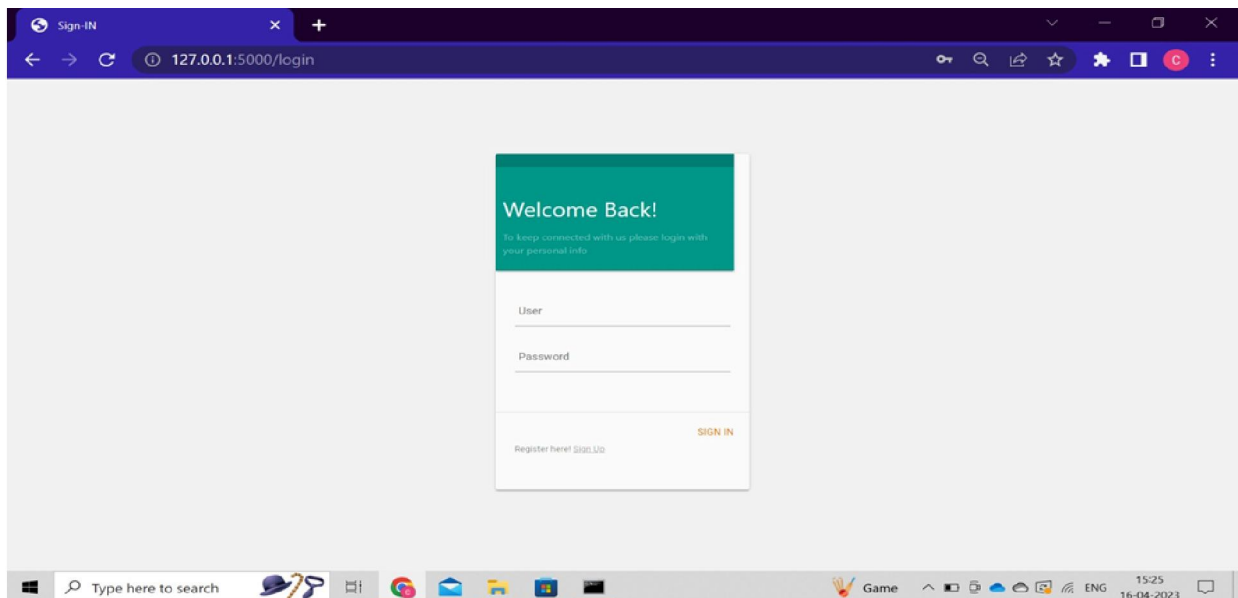 Sign-IN
127.0.0.1:5000/login
C
Welcome Back!
To keep connected with us please login with
your personal info
User
Password
SIGN IN
Register here! Sign Up
Type here to search
Game
ENG
15:25
16-04-2023